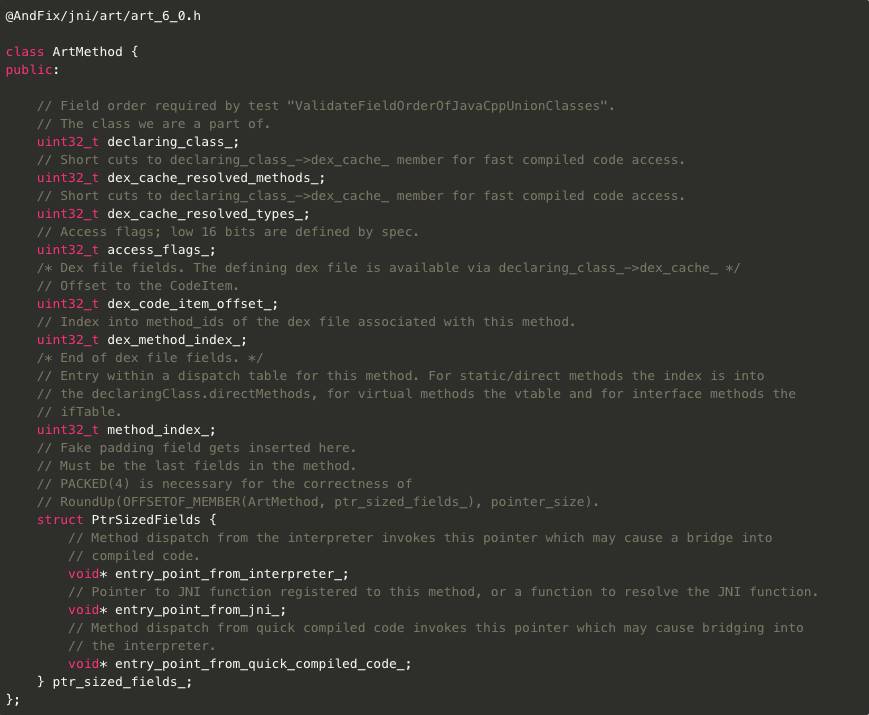 @AndFix/jni/art/art_6_0.h
class ArtMethod {
public:
// Field order required by test "ValidateFieldOrderOfJavaCppUnionClasses".
// The class we are a part of.
uint32_t declaring_class_;
// Short cuts to declaring_class_->dex_cache_ member for fast compiled code access.
uint32_t dex_cache_resolved_methods_;
// Short cuts to declaring_class_->dex_cache_ member for fast compiled code access.
uint32_t dex_cache_resolved_types_;
// Access flags; low 16 bits are defined by spec.
uint32_t access_flags_;
/* Dex file fields. The defining dex file is available via declaring_class_->dex_cache_ */
// Offset to the CodeItem.
uint32_t dex_code_item_offset_;
// Index into method_ids of the dex file associated with this method.
uint32_t dex_method_index_;
/* End of dex file fields. */
// Entry within a dispatch table for this method. For static/direct methods the index is into
// the declaringClass.directMethods, for virtual methods the vtable and for interface methods the
// ifTable.
uint32_t method_index_;
// Fake padding field gets inserted here.
// Must be the last fields in the method.
// PACKED(4) is necessary for the correctness of
// RoundUp(OFFSETOF_MEMBER(ArtMethod, ptr_sized_fields_), pointer_size).
struct PtrSizedFields {
// Method dispatch from the interpreter invokes this pointer which may cause a bridge into
// compiled code.
void* entry_point_from_interpreter_;
// Pointer to JNI function registered to this method, or a function to resolve the JNI function.
void* entry_point_from_jni_;
// Method dispatch from quick compiled code invokes this pointer which may cause bridging into
// the interpreter.
void* entry_point_from_quick_compiled_code_;
} ptr_sized_fields_;
};